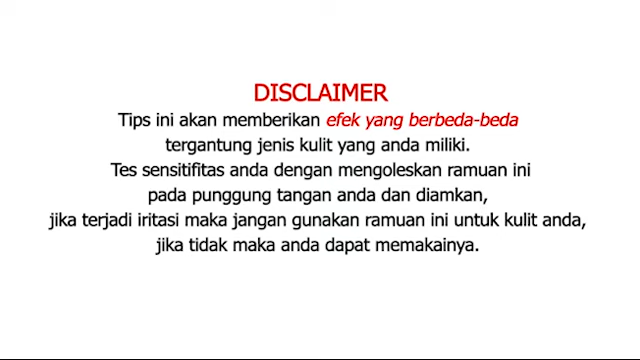 DISCLAIMER
Tips ini akan memberikan efek yang berbeda-beda
tergantung jenis kulit yang anda miliki.
Tes sensitifitas anda dengan mengoleskan ramuan ini
pada punggung tangan anda dan diamkan,
jika terjadi iritasi maka jangan gunakan ramuan ini untuk kulit anda,
jika tidak maka anda dapat memakainya.